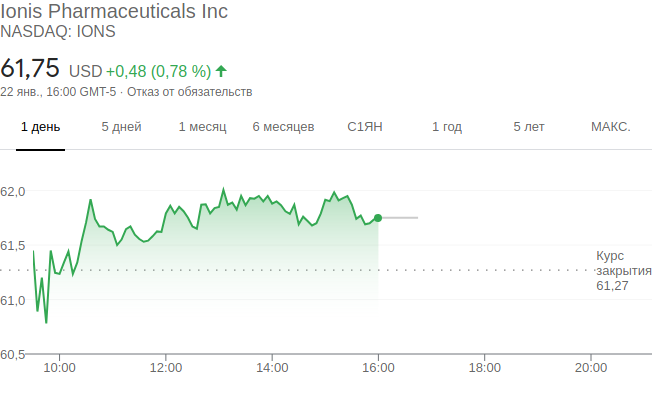 Ionis Pharmaceuticals Inc
NASDAQ: IONS
61,75 USD +0,48 (0,78 %)
22 янв., 16:00 GMT-5 · Отказ от обязательств
1 день 5 дней 1 месяц 6 месяцев С1ЯН 1 год 5 лет МАКС.
62,0
61,5
Курс
закрытия
61,27
61,0
60,5
10:00 12:00 14:00 16:00 18:00 20:00